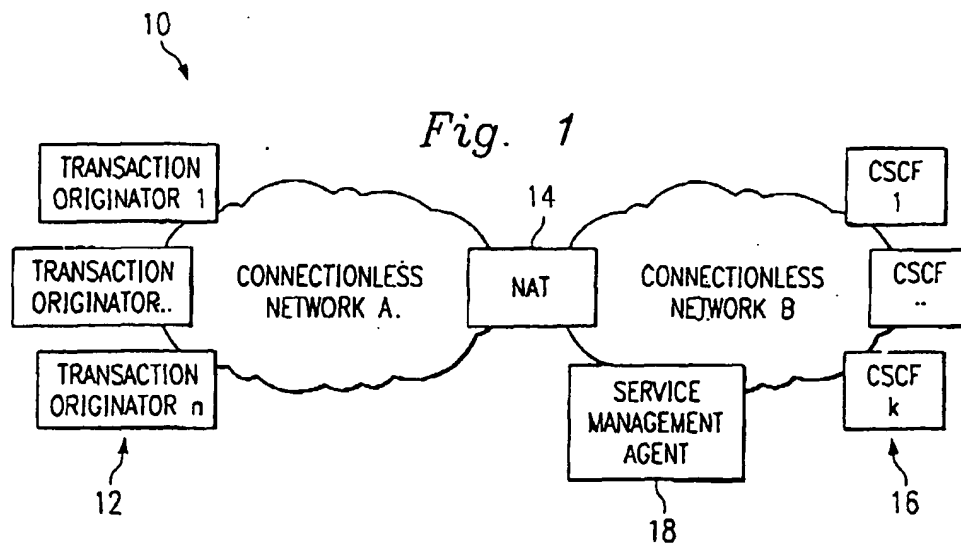 10
Fig. 1
TRANSACTION
ORIGINATOR 1
TRANSACTION
ORIGINATOR..
TRANSACTION
ORIGINATOR n
12
CONNECTIONLESS
NETWORK A.
14
NAT
CONNECTIONLESS
NETWORK B
SERVICE
MANAGEMENT
AGENT
18
CSCF
1
CSCF
..
CSCF
k
16